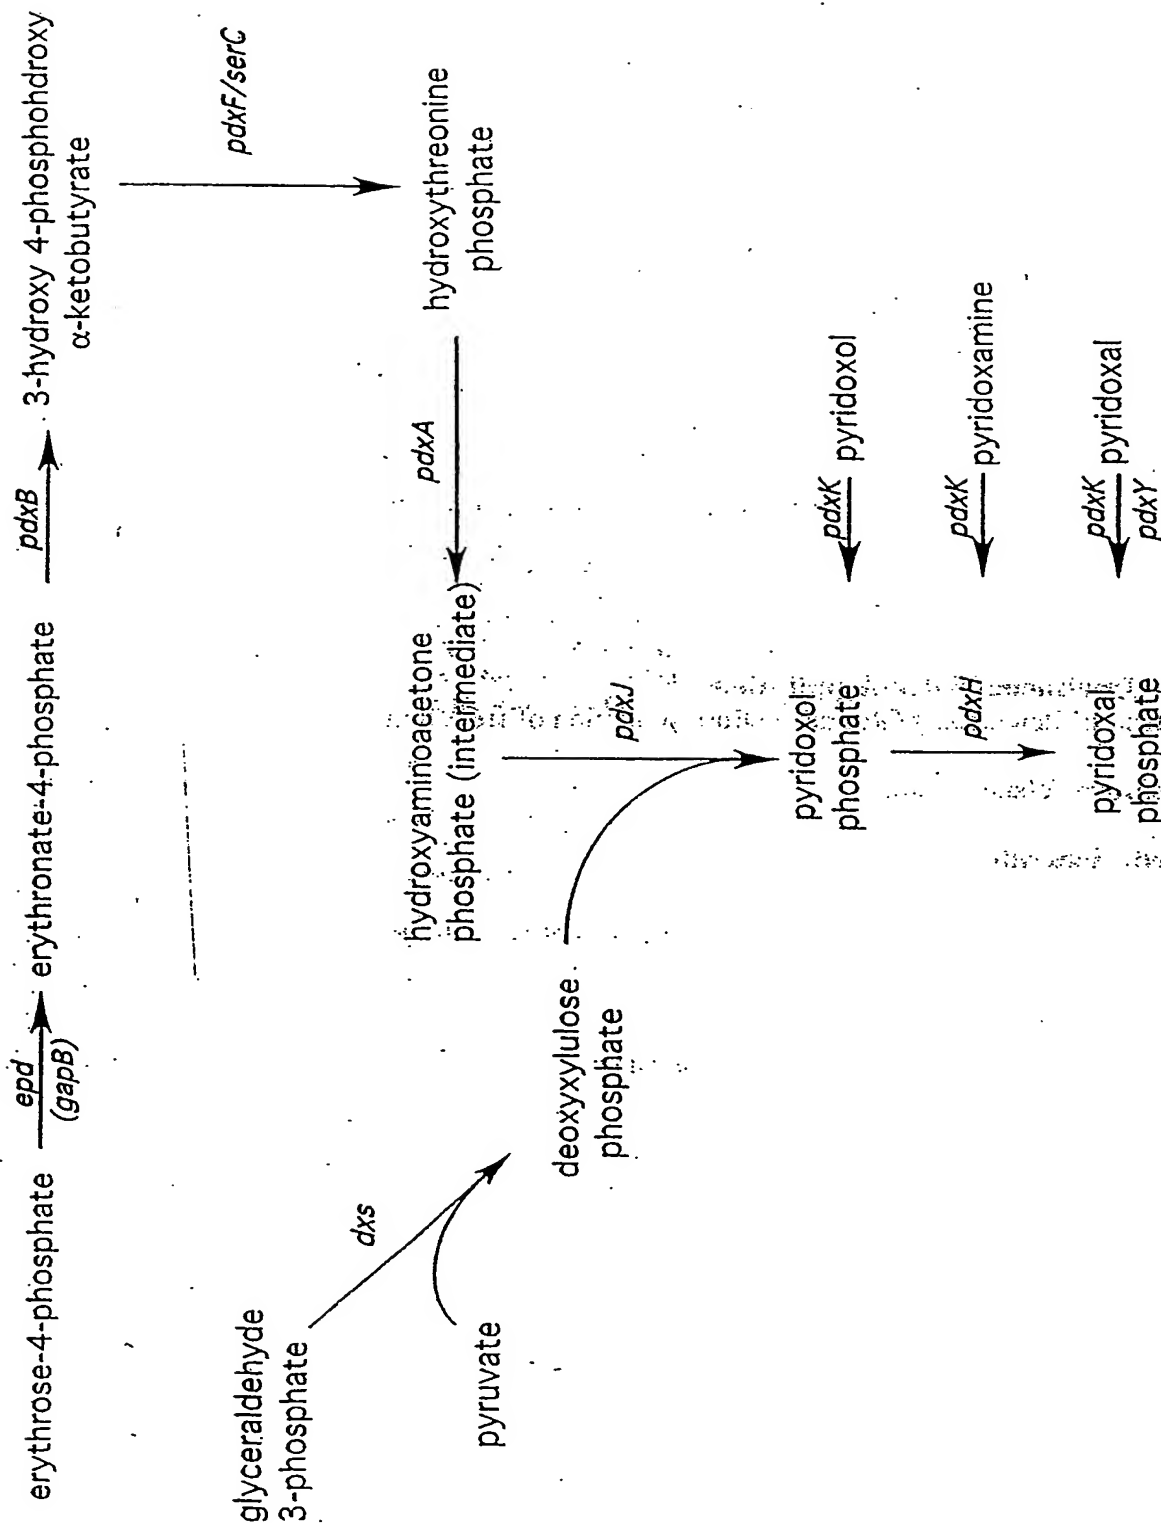 erythrose-4-phosphate
epd
(gapB)
erythronate-4-phosphate
pdxB
3-hydroxy 4-phosphohdroxy
α-ketobutyrate
pdxF/serC
hydroxythreonine
phosphate
pdxA
hydroxyaminoacetone
phosphate (intermediate)
glyceraldehyde
3-phosphate
dxs
pyruvate
deoxyxylulose
phosphate
pdxJ
pyridoxol
phosphate
pdxK
pyridoxol
pdxH
pdxK
pyridoxamine
pyridoxal
phosphate
pdxK
pdxY
pyridoxal